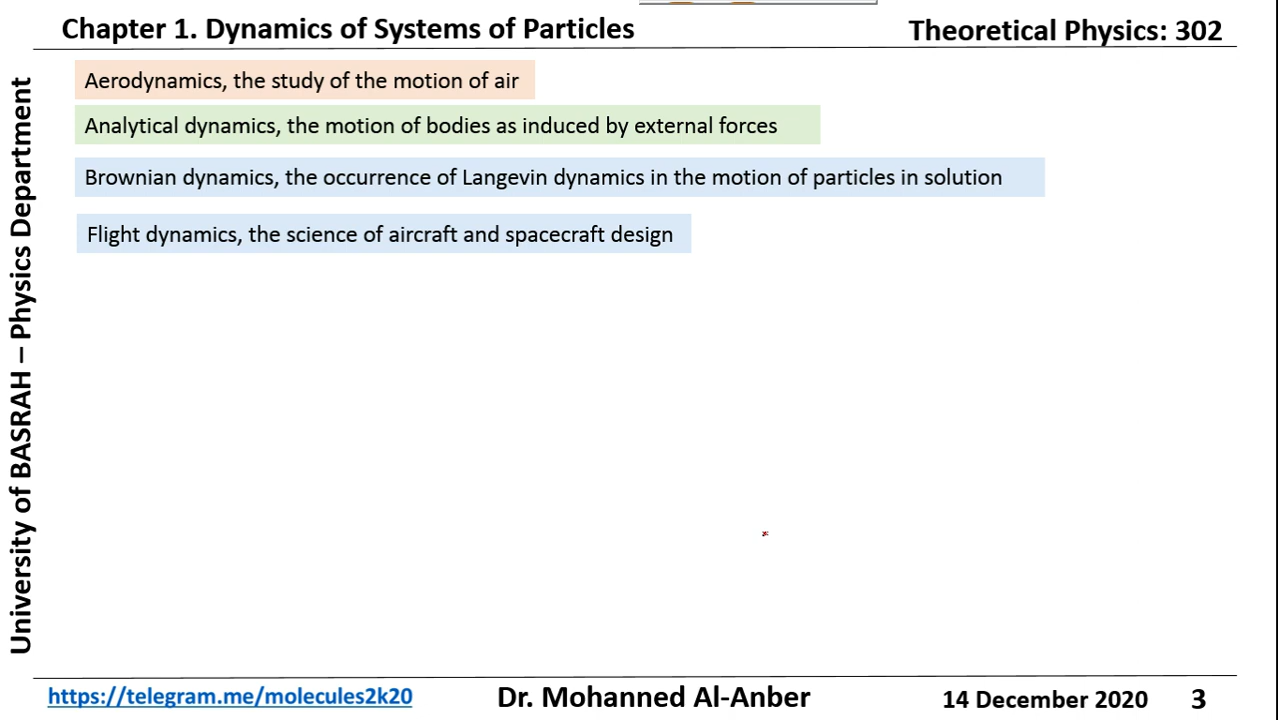 Chapter 1. Dynamics of Systems of Particles
Theoretical Physics: 302
University of BASRAH – Physics Department
Aerodynamics, the study of the motion of air
Analytical dynamics, the motion of bodies as induced by external forces
Brownian dynamics, the occurrence of Langevin dynamics in the motion of particles in solution
Flight dynamics, the science of aircraft and spacecraft design
https://telegram.me/molecules2k20
Dr. Mohanned Al-Anber
14 December 2020
3